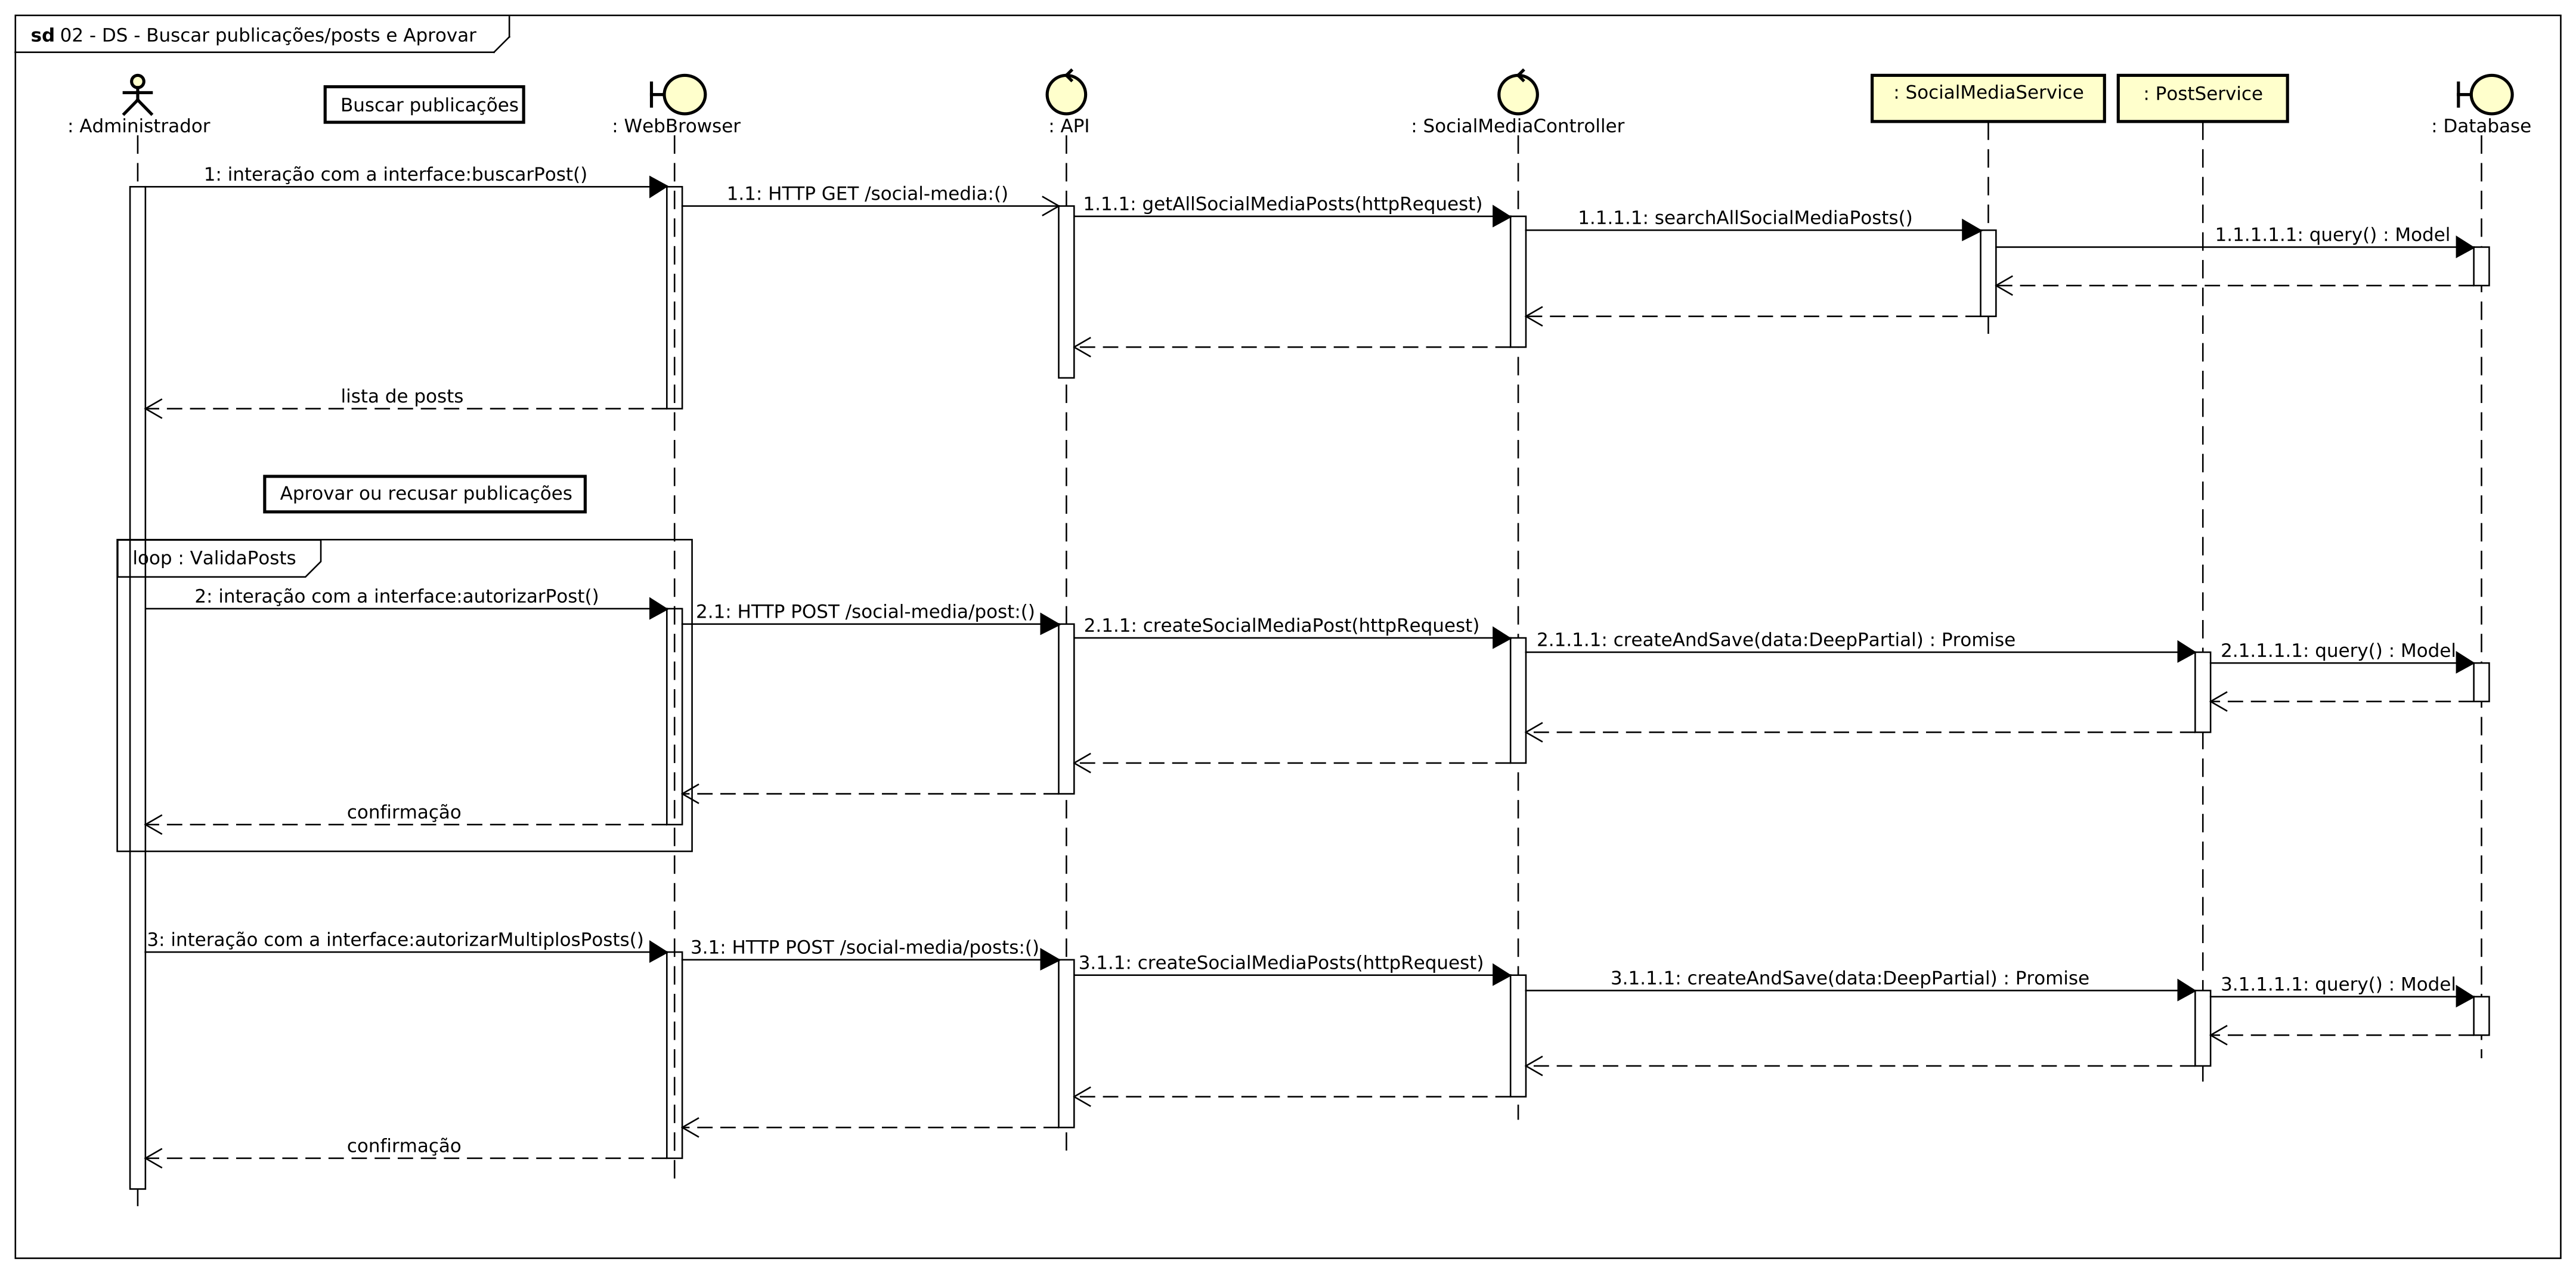 sd 02 - DS - Buscar publicações/posts e Aprovar
: Administrador
Buscar publicações
: WebBrowser
: API
: SocialMediaController
: SocialMediaService
: PostService
: Database
1: interação com a interface:buscarPost()
1.1: HTTP GET /social-media:()
1.1.1: getAllSocialMediaPosts(httpRequest)
1.1.1.1: searchAllSocialMediaPosts()
1.1.1.1.1: query() : Model
lista de posts
Aprovar ou recusar publicações
loop : ValidaPosts
2: interação com a interface:autorizarPost()
2.1: HTTP POST /social-media/post:()
2.1.1: createSocialMediaPost(httpRequest)
2.1.1.1: createAndSave(data:DeepPartial) : Promise
2.1.1.1.1: query() : Model
confirmação
3: interação com a interface:autorizarMultiplosPosts()
3.1: HTTP POST /social-media/posts:()
3.1.1: createSocialMediaPosts(httpRequest)
3.1.1.1: createAndSave(data:DeepPartial) : Promise
3.1.1.1.1: query() : Model
confirmação